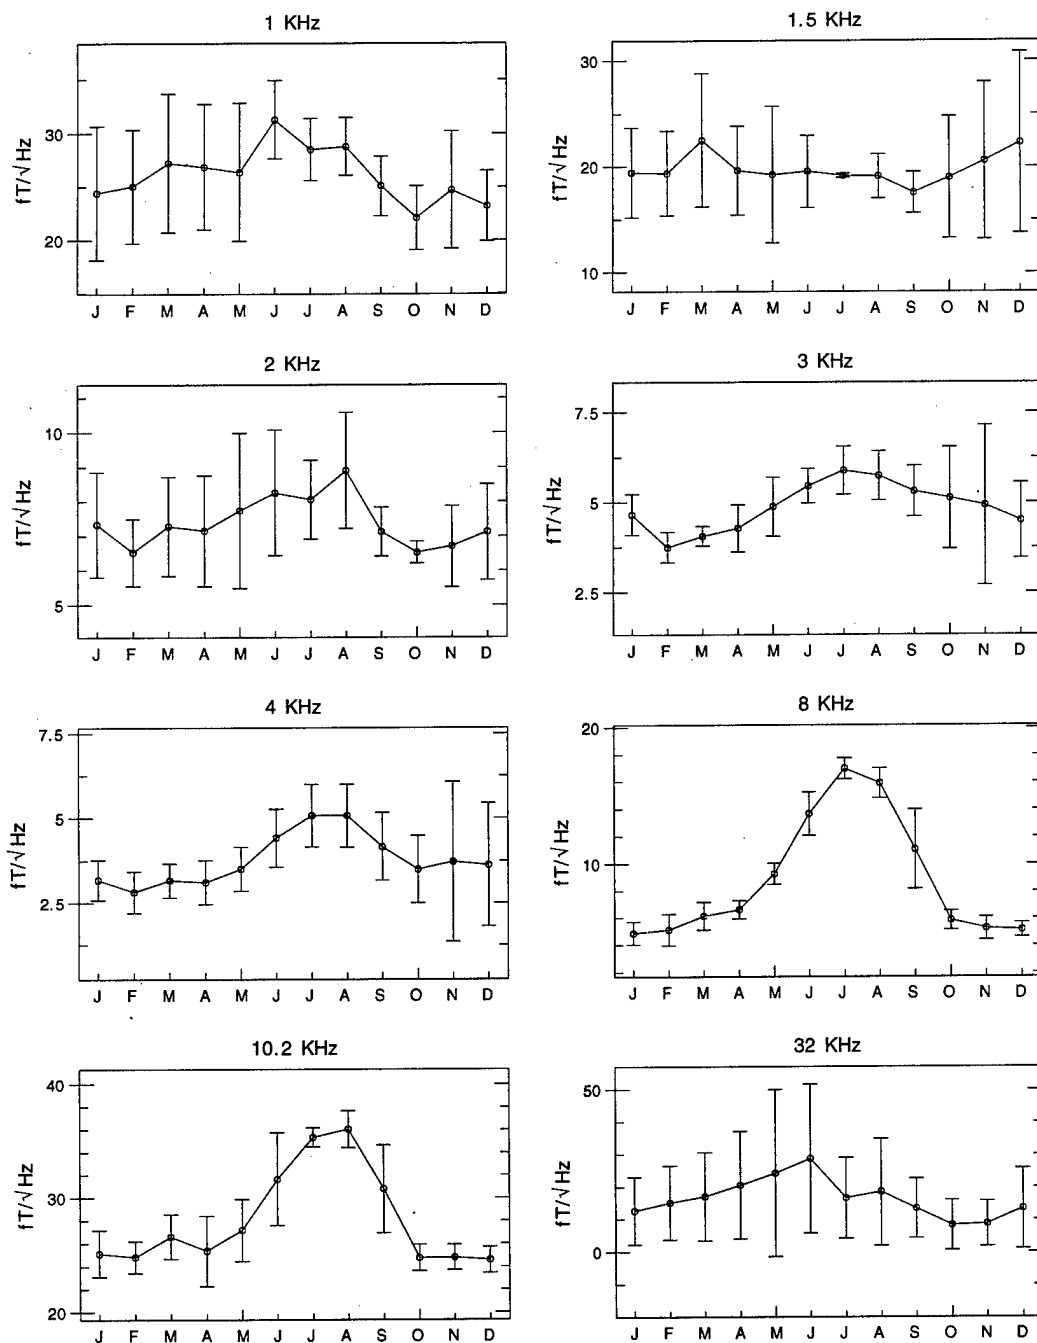 1 KHz
30
20
fT/√Hz
J F M A M J J A S O N D
1.5 KHz
30
20
10
fT/√Hz
J F M A M J J A S O N D
2 KHz
10
5
fT/√Hz
J F M A M J J A S O N D
3 KHz
7.5
5
2.5
fT/√Hz
J F M A M J J A S O N D
4 KHz
7.5
5
2.5
fT/√Hz
J F M A M J J A S O N D
8 KHz
20
10
fT/√Hz
J F M A M J J A S O N D
10.2 KHz
40
30
20
fT/√Hz
J F M A M J J A S O N D
32 KHz
50
0
fT/√Hz
J F M A M J J A S O N D